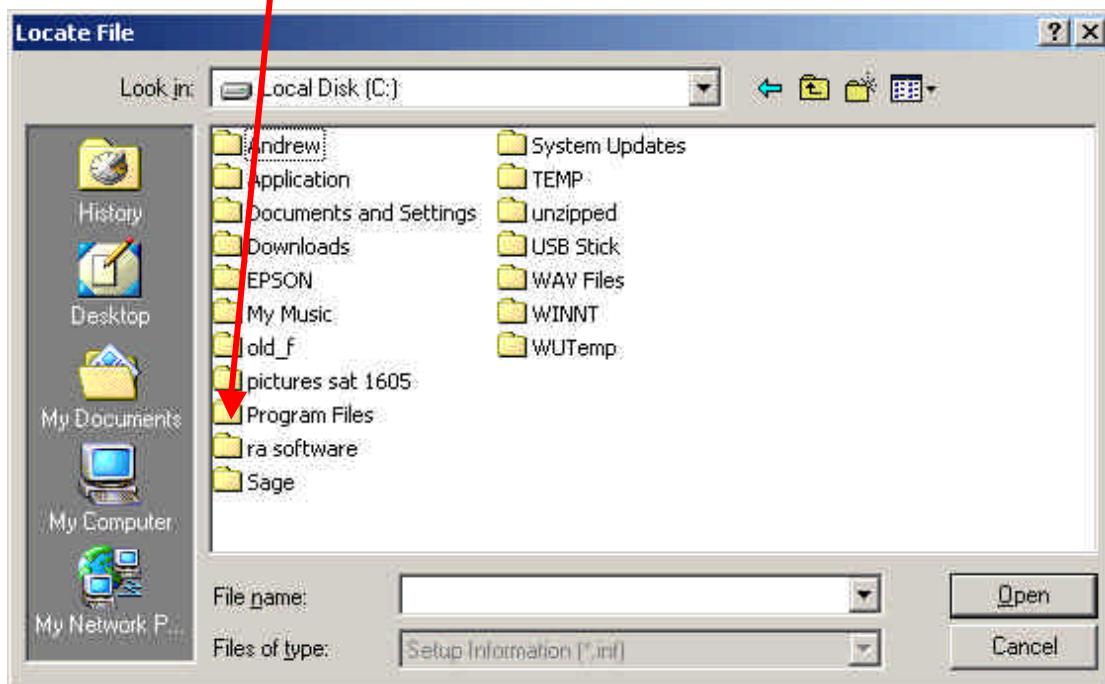 Locate File
Look in: Local Disk (C:)
History
Desktop
My Documents
My Computer
My Network P...
Andrew
Application
Documents and Settings
Downloads
EPSON
My Music
old_f
pictures sat 1605
Program Files
ra software
Sage
System Updates
TEMP
unzipped
USB Stick
WAV Files
WINNT
WUTemp
File name:
Open
Files of type: Setup Information (*.inf)
Cancel